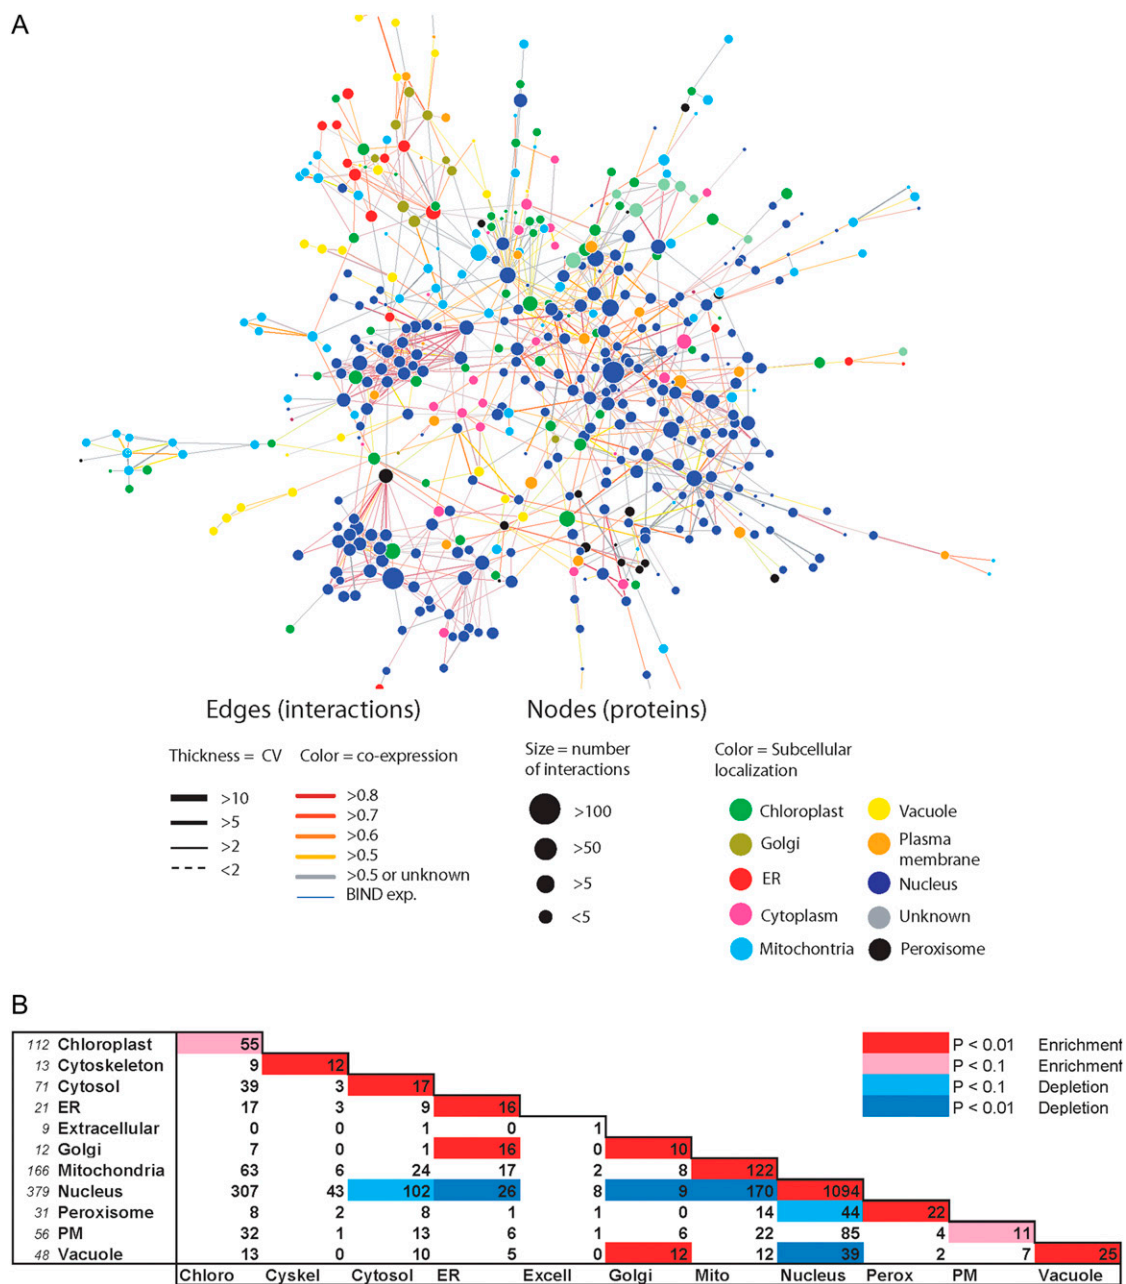 A
Edges (interactions)
Nodes (proteins)
Thickness = CV
Color = co-expression
Size = number
of interactions
Color = Subcellular
localization
>10
>5
>2
<2
>0.8
>0.7
>0.6
>0.5
>0.5 or unknown
BIND exp.
>100
>50
>5
<5
Chloroplast
Golgi
ER
Cytoplasm
Mitochontria
Vacuole
Plasma
membrane
Nucleus
Unknown
Peroxisome
B
112 Chloroplast 55
13 Cytoskeleton 9 12
71 Cytosol 39 3 17
21 ER 17 3 9 16
9 Extracellular 0 0 1 0 1
12 Golgi 7 0 1 16 0 10
166 Mitochondria 63 6 24 17 2 8 122
379 Nucleus 307 43 102 26 8 9 170 1094
31 Peroxisome 8 2 8 1 1 0 14 44 22
56 PM 32 1 13 6 1 6 22 85 4 11
48 Vacuole 13 0 10 5 0 12 12 39 2 7 25
Chloro Cyskel Cytosol ER Excell Golgi Mito Nucleus Perox PM Vacuole
P < 0.01 Enrichment
P < 0.1 Enrichment
P < 0.1 Depletion
P < 0.01 Depletion